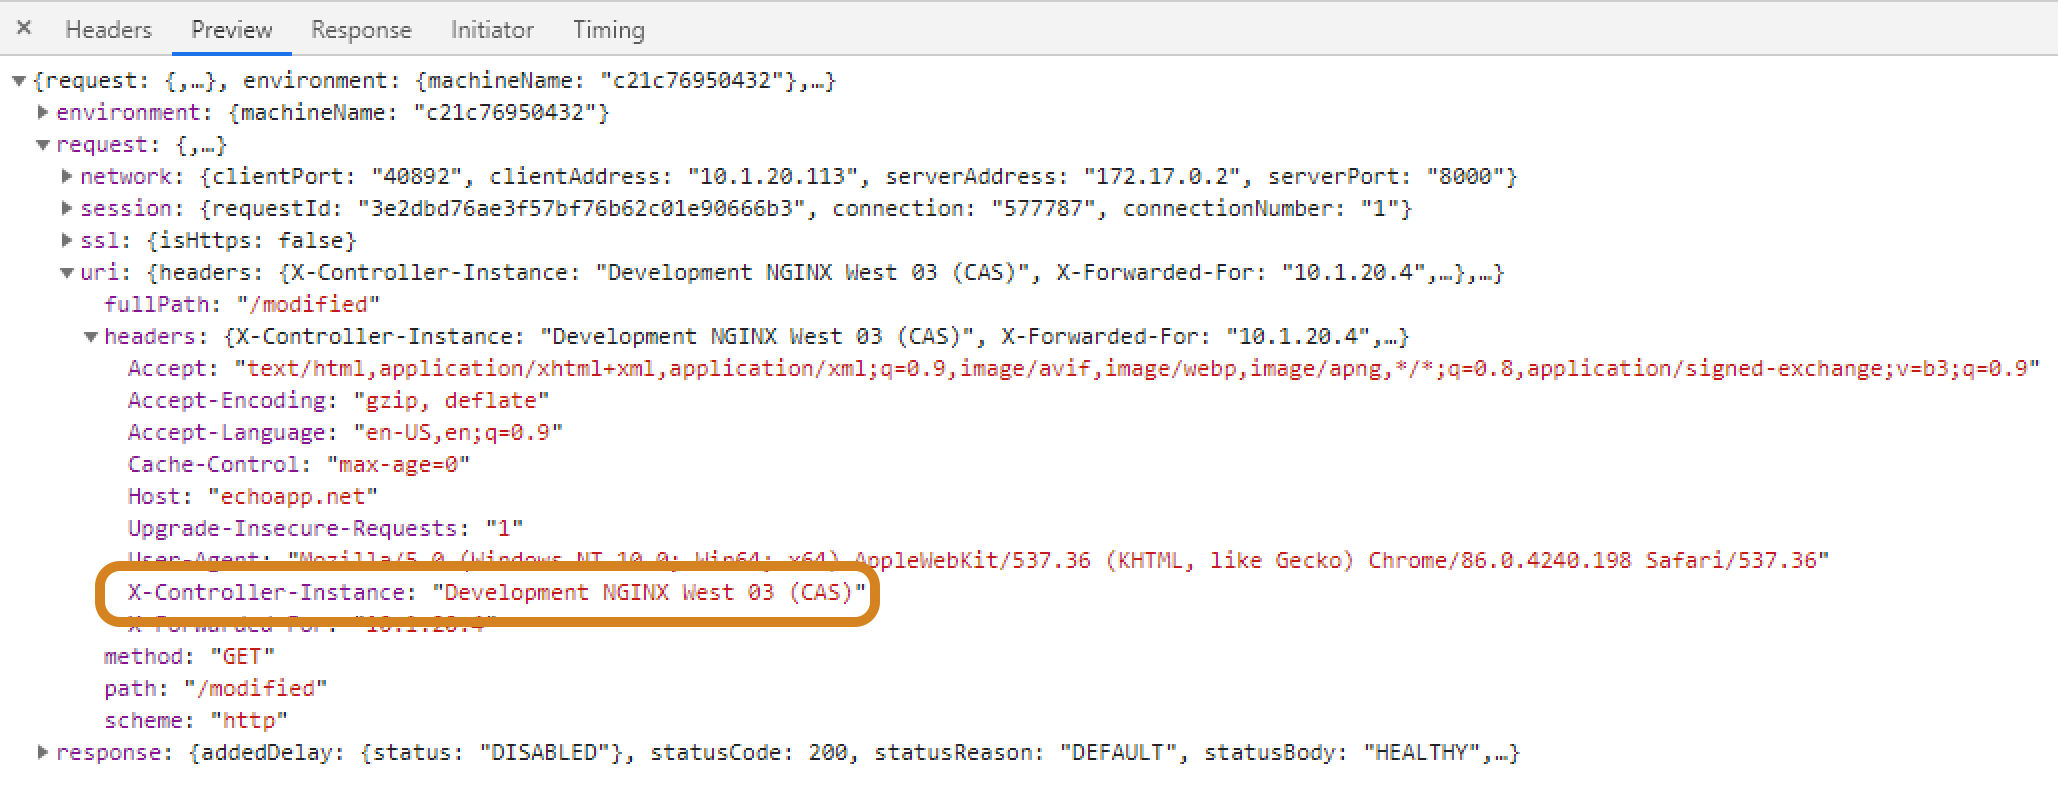 × Headers Preview Response Initiator Timing
▼{request: {,…}, environment: {machineName: "c21c76950432"},…}
▶environment: {machineName: "c21c76950432"}
▼request: {,…}
▶network: {clientPort: "40892", clientAddress: "10.1.20.113", serverAddress: "172.17.0.2", serverPort: "8000"}
▶session: {requestId: "3e2dbd76ae3f57bf76b62c01e90666b3", connection: "577787", connectionNumber: "1"}
▶ssl: {isHttps: false}
▼uri: {headers: {X-Controller-Instance: "Development NGINX West 03 (CAS)", X-Forwarded-For: "10.1.20.4",…},…}
fullPath: "/modified"
▼headers: {X-Controller-Instance: "Development NGINX West 03 (CAS)", X-Forwarded-For: "10.1.20.4",…}
Accept: "text/html,application/xhtml+xml,application/xml;q=0.9,image/avif,image/webp,image/apng,*/*;q=0.8,application/signed-exchange;v=b3;q=0.9"
Accept-Encoding: "gzip, deflate"
Accept-Language: "en-US,en;q=0.9"
Cache-Control: "max-age=0"
Host: "echoapp.net"
Upgrade-Insecure-Requests: "1"
User-Agent: "Mozilla/5.0 (Windows NT 10.0; Win64; x64) AppleWebKit/537.36 (KHTML, like Gecko) Chrome/86.0.4240.198 Safari/537.36"
X-Controller-Instance: "Development NGINX West 03 (CAS)"
X-Forwarded-For: "10.1.20.4"
method: "GET"
path: "/modified"
scheme: "http"
▶response: {addedDelay: {status: "DISABLED"}, statusCode: 200, statusReason: "DEFAULT", statusBody: "HEALTHY",…}